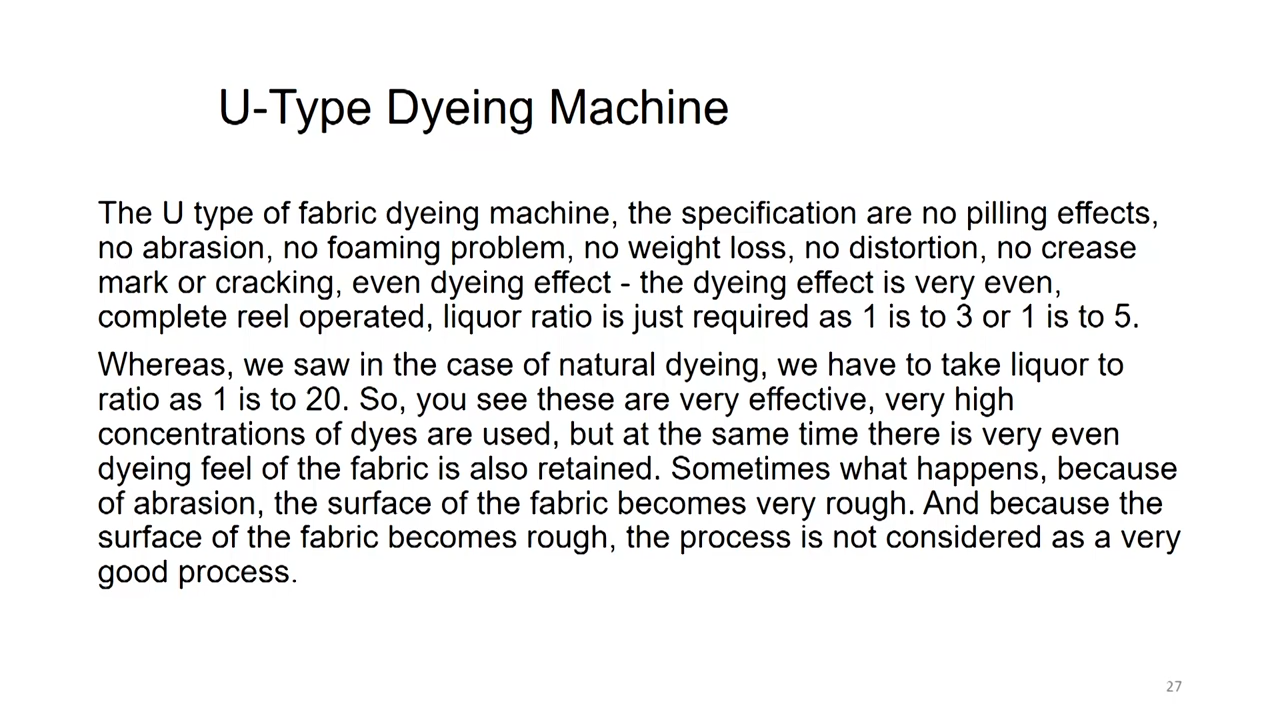 U-Type Dyeing Machine
The U type of fabric dyeing machine, the specification are no pilling effects,
no abrasion, no foaming problem, no weight loss, no distortion, no crease
mark or cracking, even dyeing effect - the dyeing effect is very even,
complete reel operated, liquor ratio is just required as 1 is to 3 or 1 is to 5.
Whereas, we saw in the case of natural dyeing, we have to take liquor to
ratio as 1 is to 20. So, you see these are very effective, very high
concentrations of dyes are used, but at the same time there is very even
dyeing feel of the fabric is also retained. Sometimes what happens, because
of abrasion, the surface of the fabric becomes very rough. And because the
surface of the fabric becomes rough, the process is not considered as a very
good process.
27